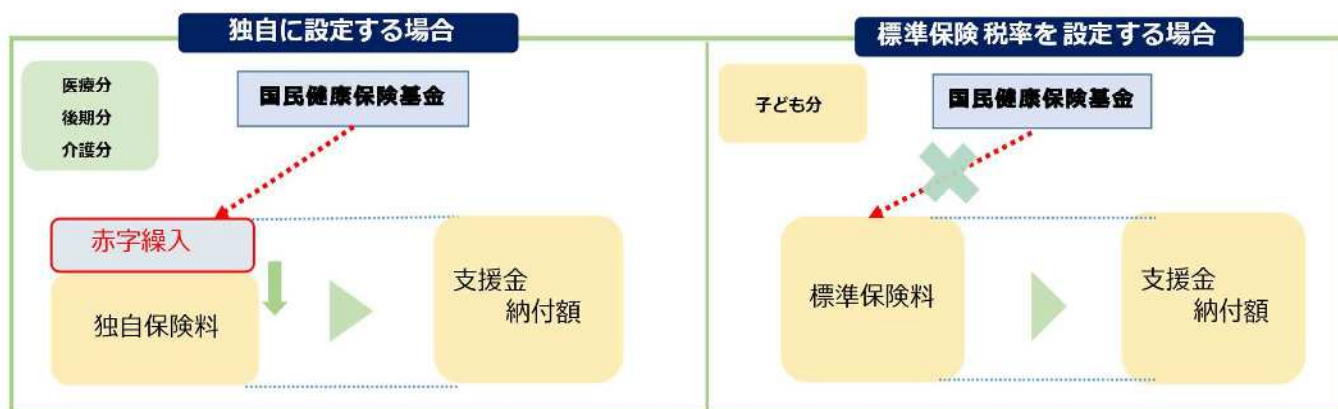 独自に設定する場合
医療分
後期分
介護分
国民健康保険基金
赤字繰入
独自保険料
支援金
納付額
標準保険税率を設定する場合
子ども分
国民健康保険基金
標準保険料
支援金
納付額